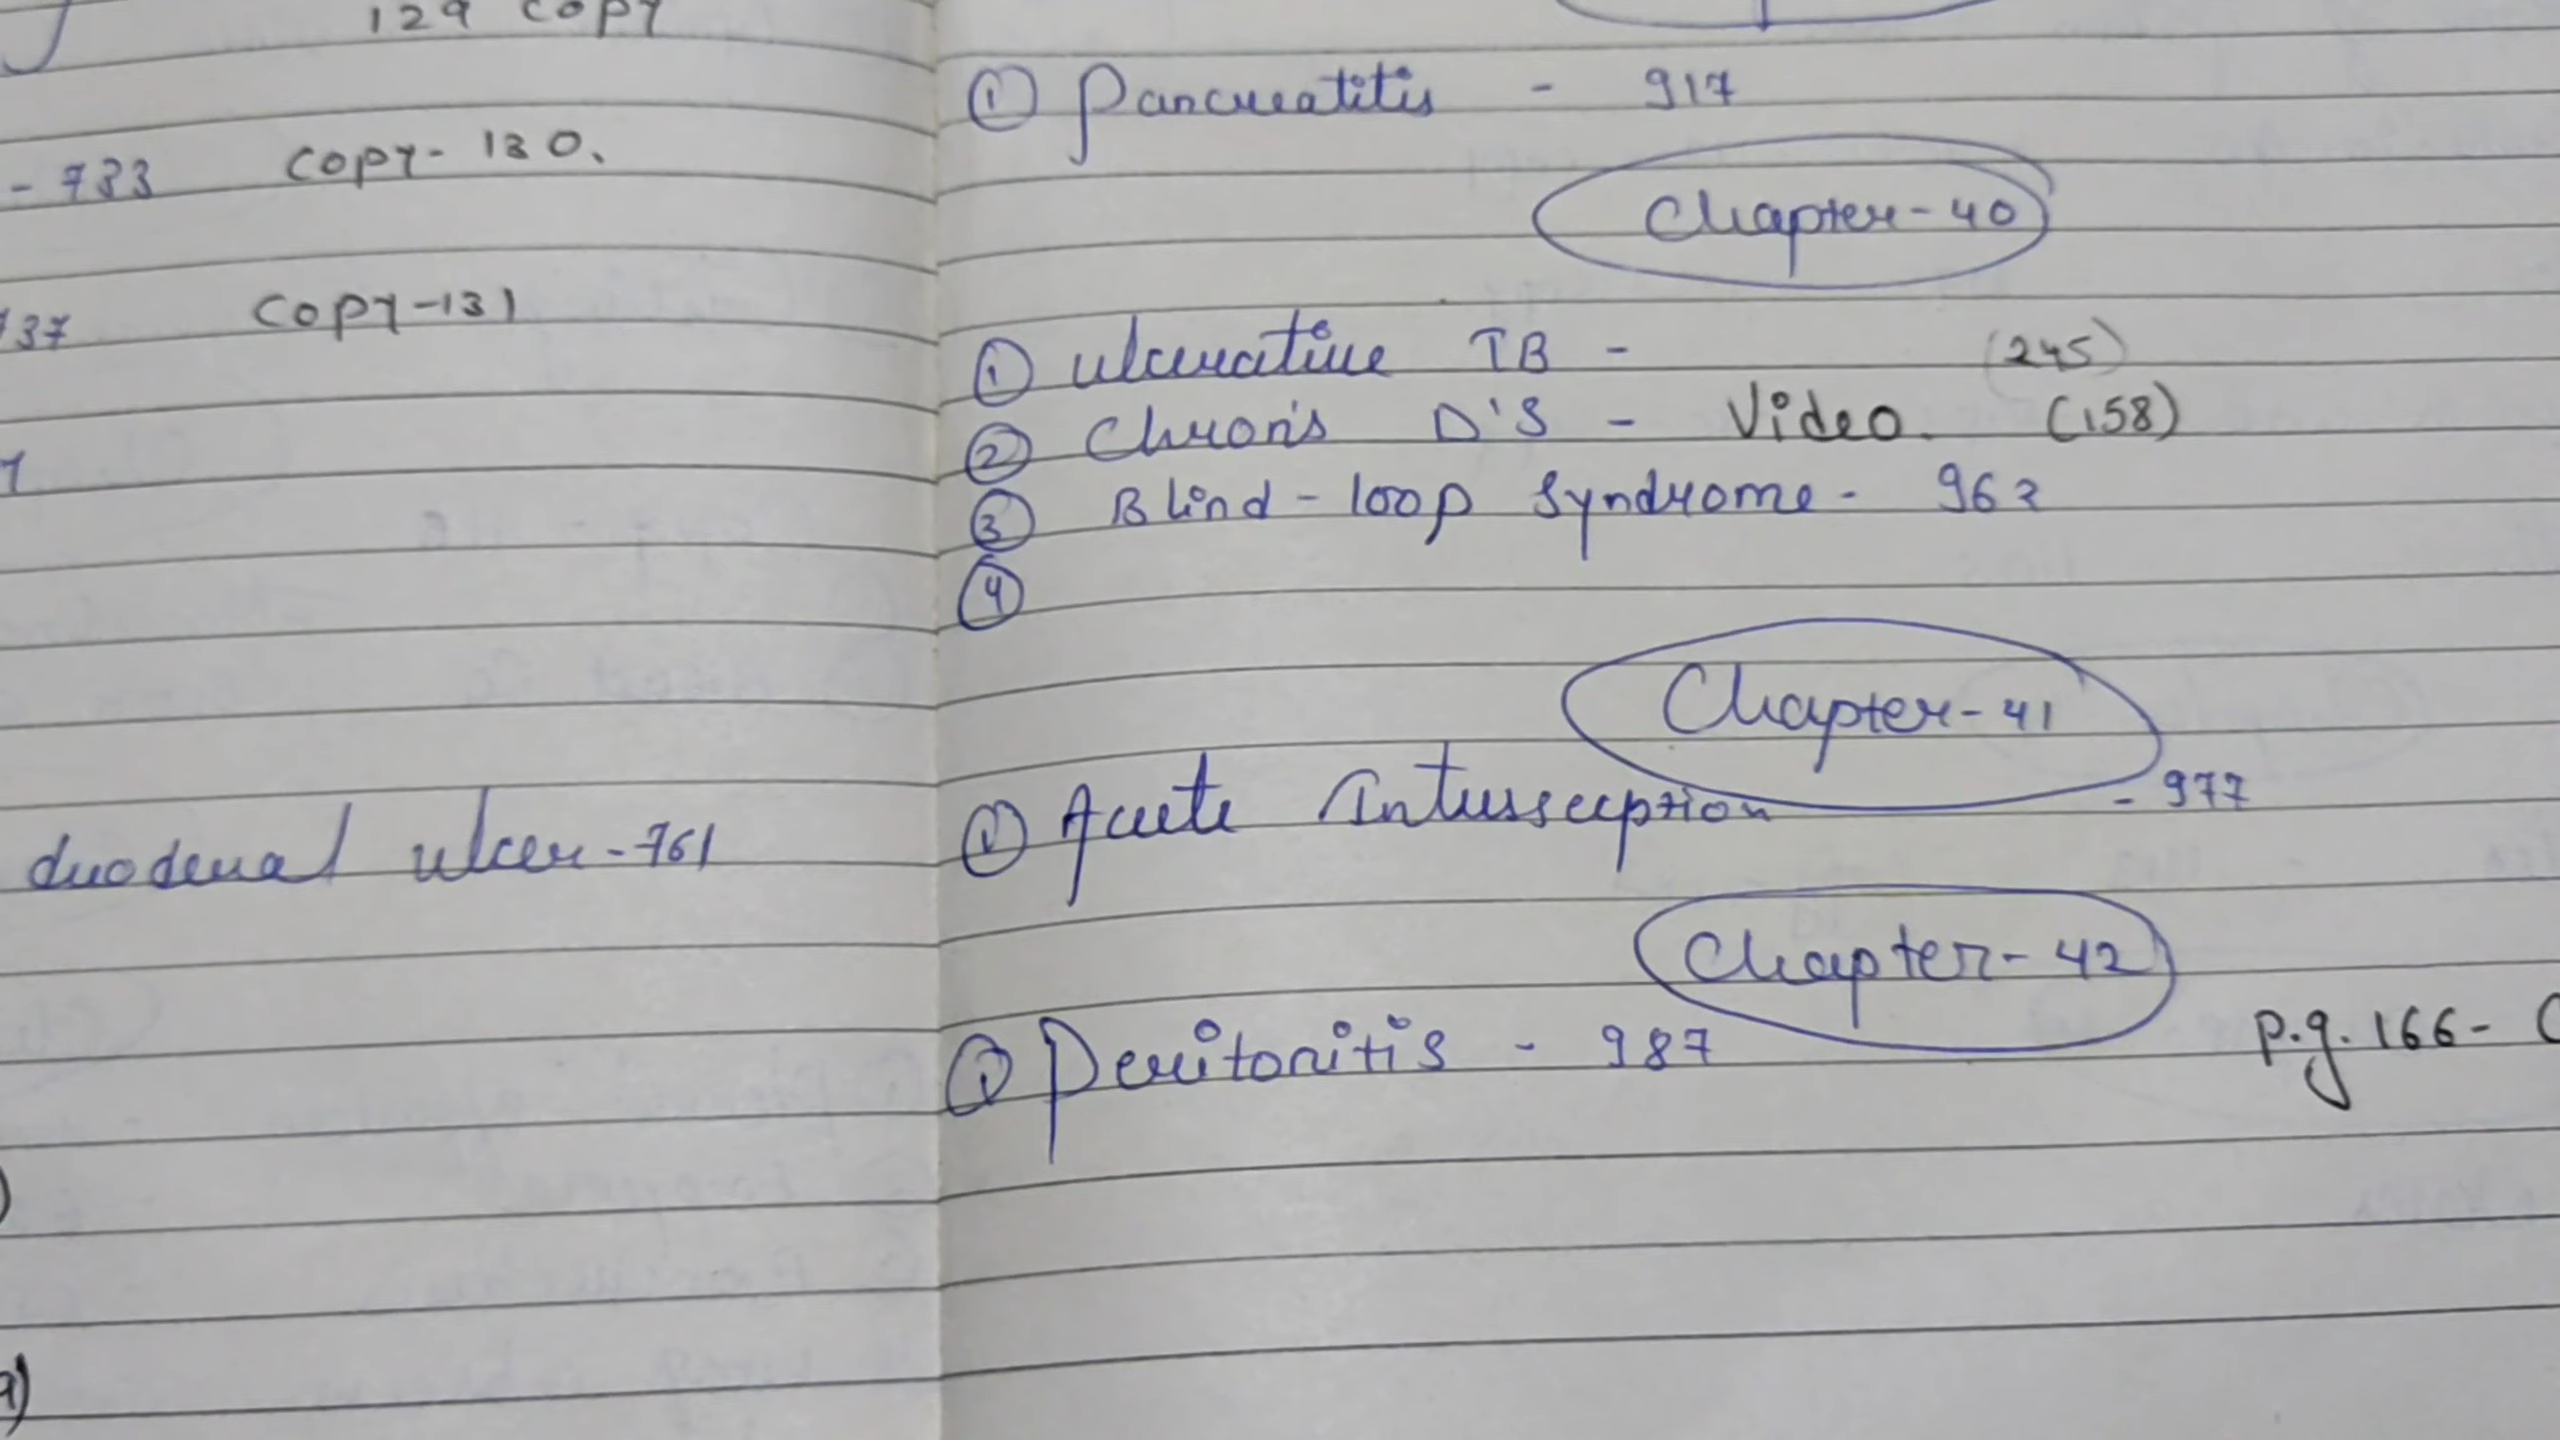 129 copy
- 733 copy- 130.
37 copy-131
duodenal ulcer-761
① Pancreatitis - 917
Chapter-40
① ulcerative TB - (245)
② Chron's D'S - Video. (158)
③ Blind-loop Syndrome- 962
④
Chapter-41
① Acute Intussception - 977
Chapter-42
① Peritonitis - 987 p.g. 166-